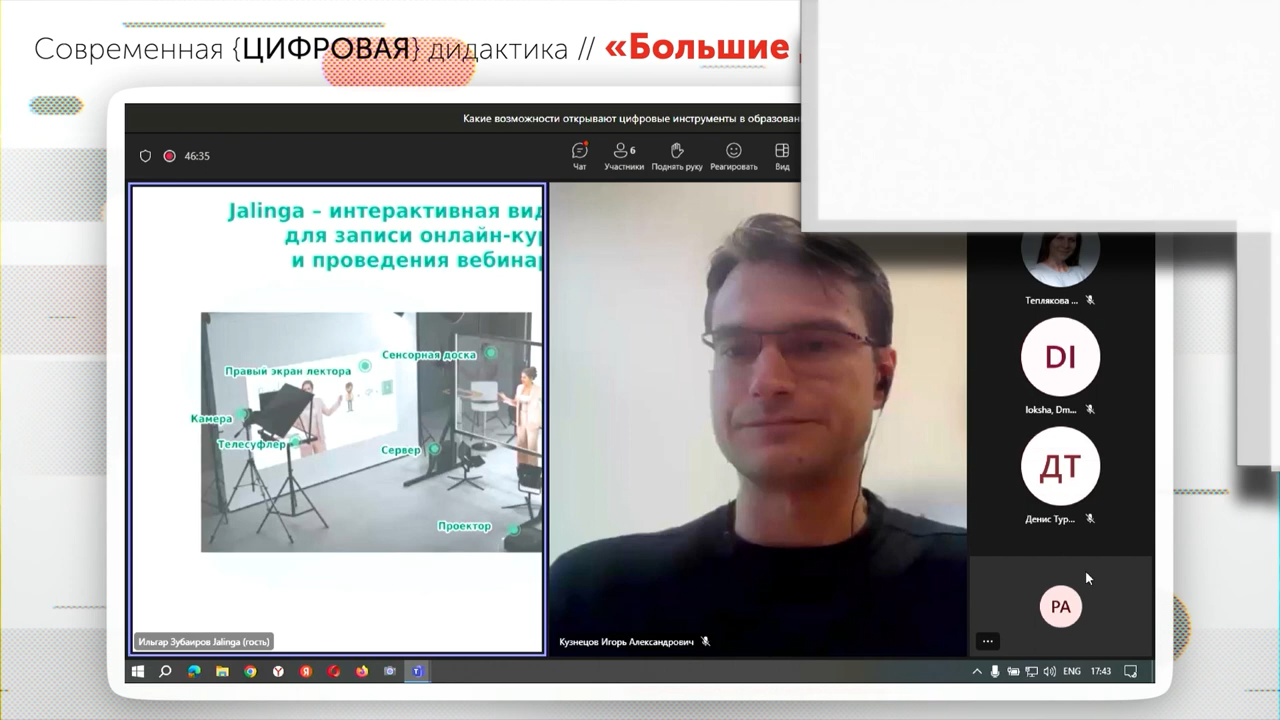 Современная {ЦИФРОВАЯ} дидактика // «Большие
Какие возможности открывают цифровые инструменты в образован
46:35
6
Чат
Участники
Поднять руку
Реагировать
Вид
Jalinga – интерактивная вид
для записи онлайн-кур
и проведения вебинар
Сенсорная доска
Правый экран лектора
Камера
Телесуфлер
Сервер
Проектор
Теплякова ...
DI
Ioksha, Dm...
ДТ
Денис Тур...
РА
Ильгар Зубаиров Jalinga (гость)
Кузнецов Игорь Александрович
ENG
17:43